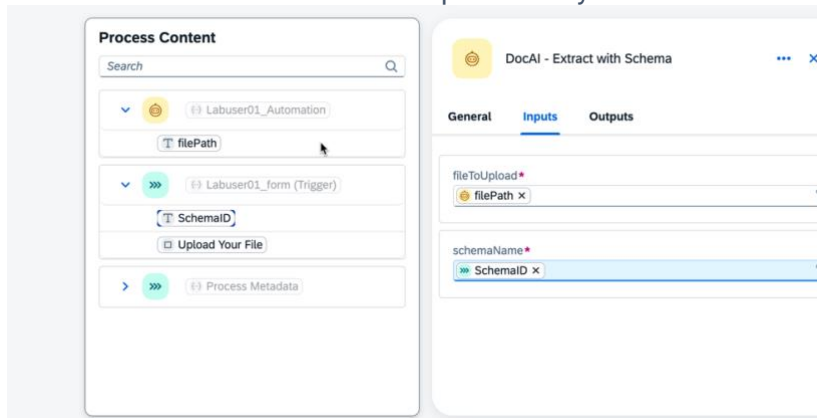 Process Content
Search
Labuser01_Automation
filePath
Labuser01_form (Trigger)
SchemaID
Upload Your File
Process Metadata
DocAI - Extract with Schema
General Inputs Outputs
fileToUpload*
filePath ×
schemaName*
SchemaID ×